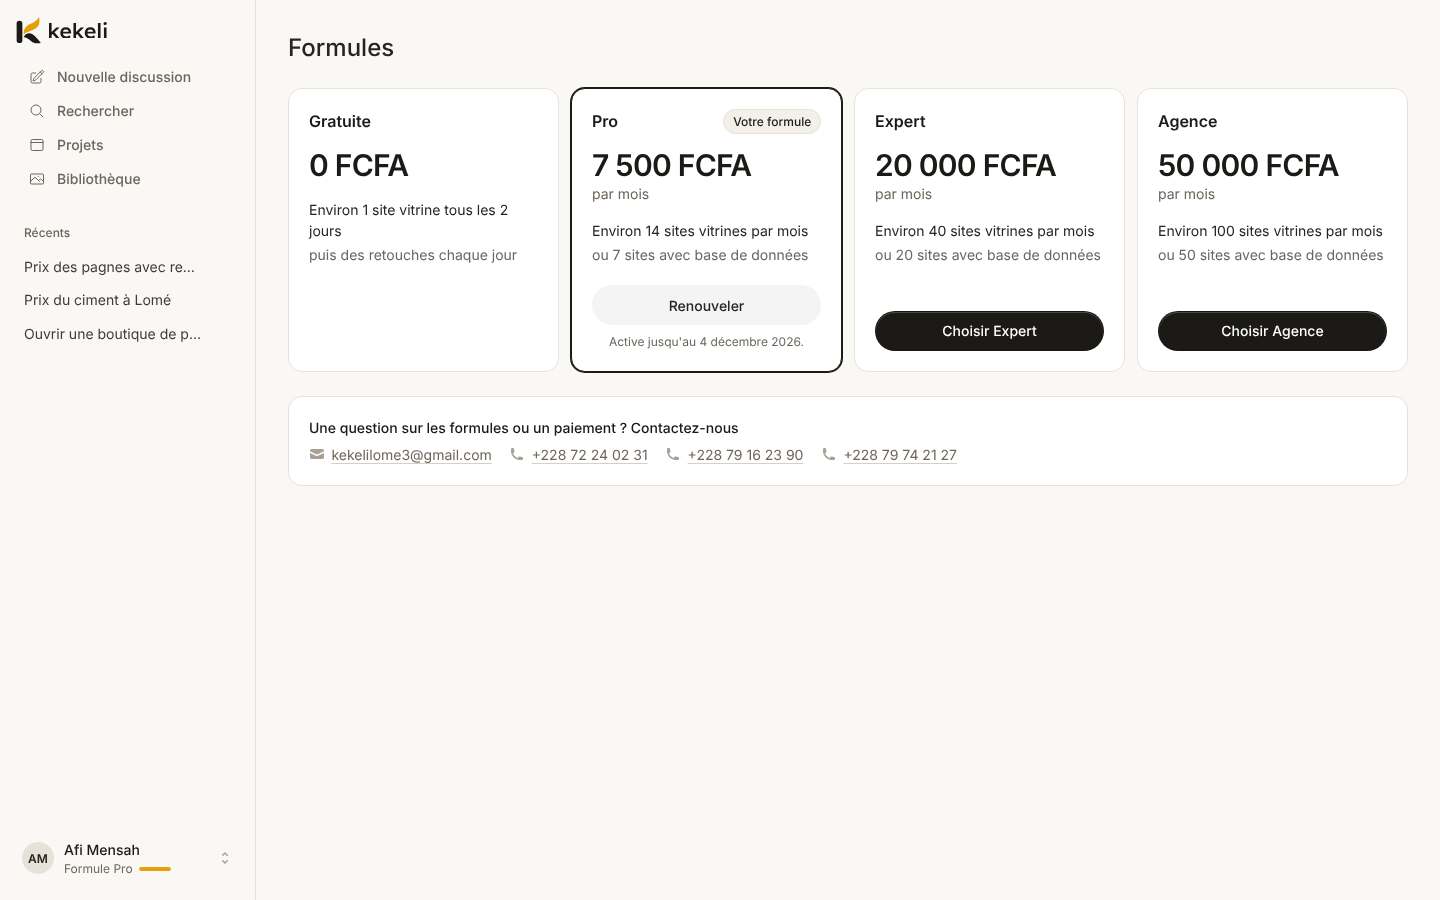 kekeli
Nouvelle discussion
Rechercher
Projets
Bibliothèque
Récents
Prix des pagnes avec re...
Prix du ciment à Lomé
Ouvrir une boutique de p...
AM
Afi Mensah
Formule Pro
Formules
Gratuite
0 FCFA
Environ 1 site vitrine tous les 2
jours
puis des retouches chaque jour
Pro
Votre formule
7 500 FCFA
par mois
Environ 14 sites vitrines par mois
ou 7 sites avec base de données
Renouveler
Active jusqu'au 4 décembre 2026.
Expert
20 000 FCFA
par mois
Environ 40 sites vitrines par mois
ou 20 sites avec base de données
Choisir Expert
Agence
50 000 FCFA
par mois
Environ 100 sites vitrines par mois
ou 50 sites avec base de données
Choisir Agence
Une question sur les formules ou un paiement ? Contactez-nous
kekelilome3@gmail.com +228 72 24 02 31 +228 79 16 23 90 +228 79 74 21 27